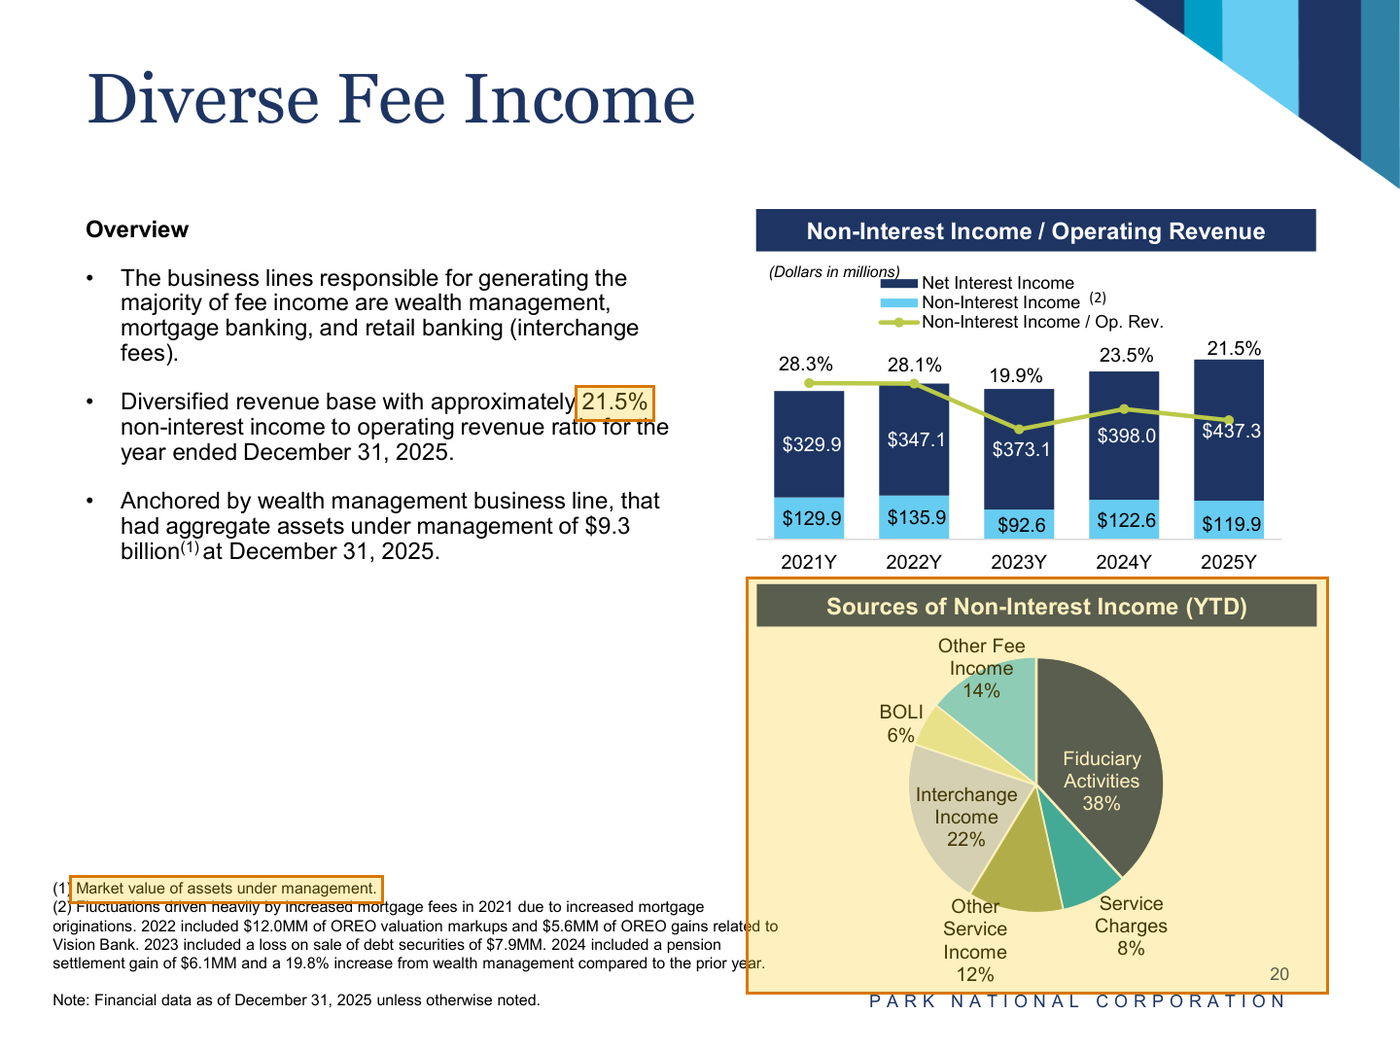 Diverse Fee Income
Overview
• The business lines responsible for generating the
majority of fee income are wealth management,
mortgage banking, and retail banking (interchange
fees).
• Diversified revenue base with approximately 21.5%
non-interest income to operating revenue ratio for the
year ended December 31, 2025.
• Anchored by wealth management business line, that
had aggregate assets under management of $9.3
billion(1) at December 31, 2025.
Non-Interest Income / Operating Revenue
(Dollars in millions)
Net Interest Income
Non-Interest Income (2)
Non-Interest Income / Op. Rev.
28.3% 28.1% 19.9% 23.5% 21.5%
$329.9 $347.1 $373.1 $398.0 $437.3
$129.9 $135.9 $92.6 $122.6 $119.9
2021Y 2022Y 2023Y 2024Y 2025Y
Sources of Non-Interest Income (YTD)
Other Fee
Income
14%
BOLI
6%
Fiduciary
Activities
38%
Interchange
Income
22%
Other
Service
Income
12%
Service
Charges
8%
(1) Market value of assets under management.
(2) Fluctuations driven heavily by increased mortgage fees in 2021 due to increased mortgage
originations. 2022 included $12.0MM of OREO valuation markups and $5.6MM of OREO gains related to
Vision Bank. 2023 included a loss on sale of debt securities of $7.9MM. 2024 included a pension
settlement gain of $6.1MM and a 19.8% increase from wealth management compared to the prior year.
Note: Financial data as of December 31, 2025 unless otherwise noted.
20
PARK NATIONAL CORPORATION